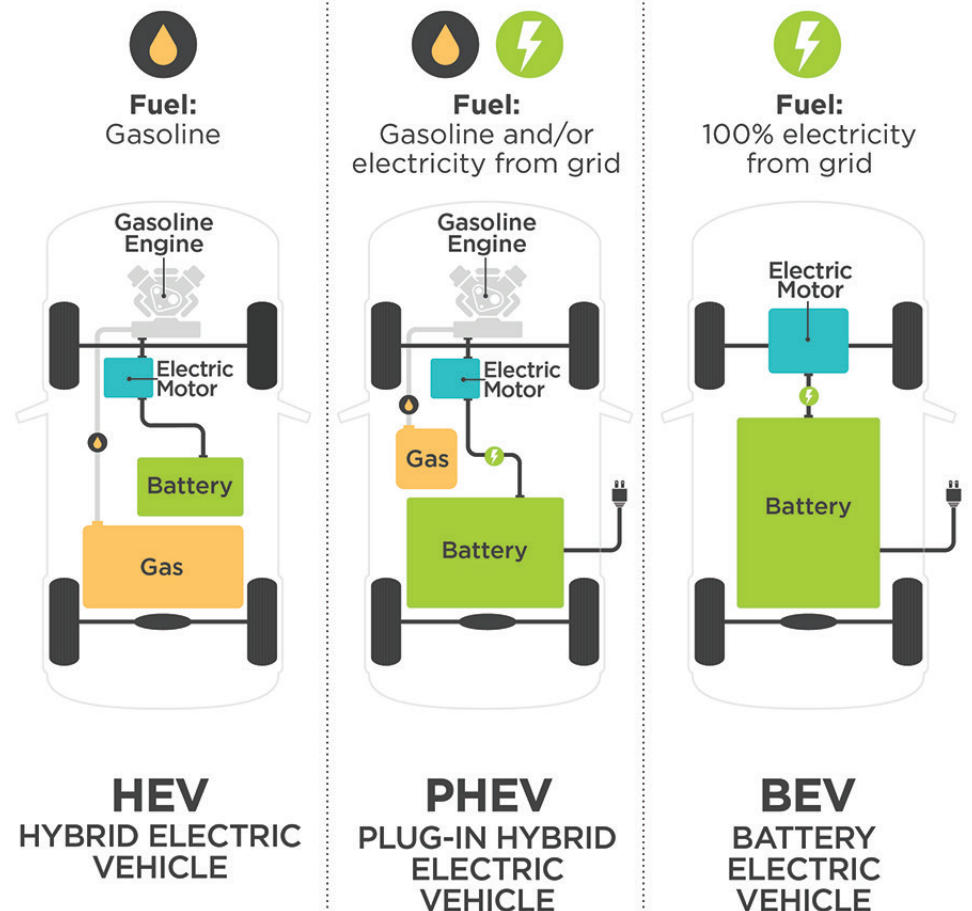 Fuel:
Gasoline
Gasoline
Engine
Electric
Motor
Battery
Gas
HEV
HYBRID ELECTRIC
VEHICLE
Fuel:
Gasoline and/or
electricity from grid
Gasoline
Engine
Electric
Motor
Gas
Battery
PHEV
PLUG-IN HYBRID
ELECTRIC
VEHICLE
Fuel:
100% electricity
from grid
Electric
Motor
Battery
BEV
BATTERY
ELECTRIC
VEHICLE